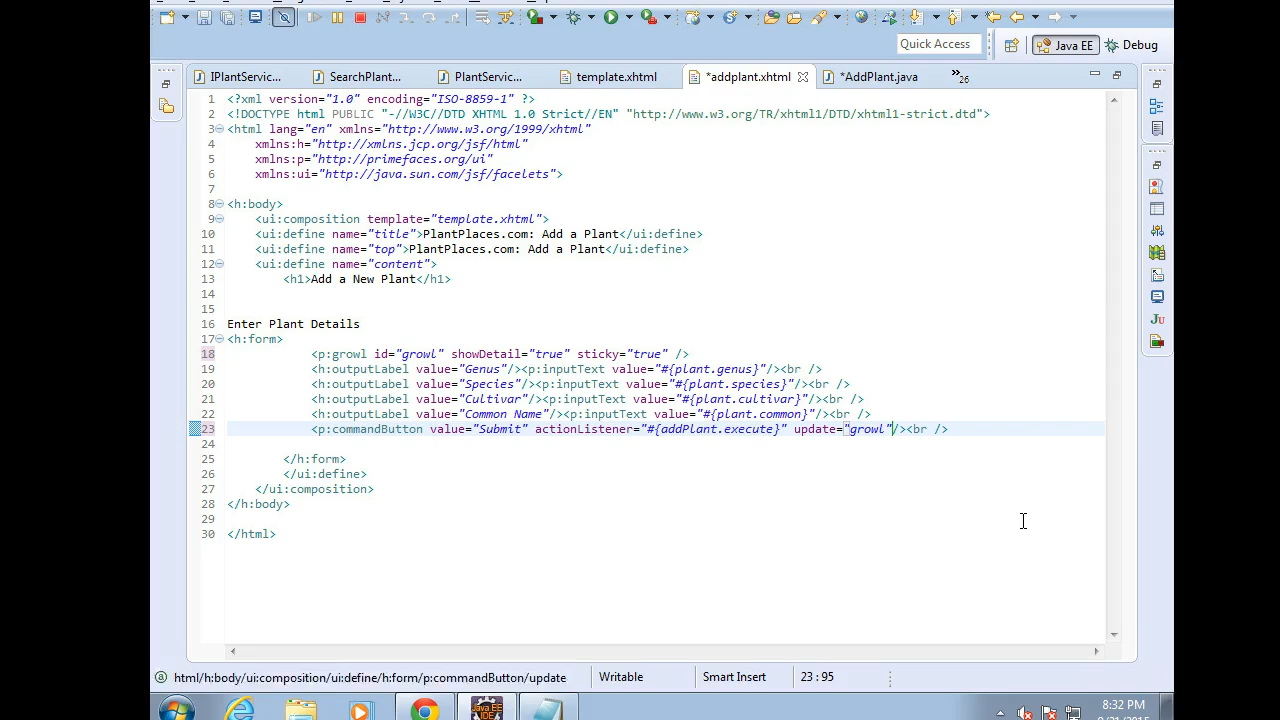 Quick Access
Java EE
Debug
IPlantServic...
SearchPlant...
PlantServic...
template.xhtml
*addplant.xhtml
*AddPlant.java
»26
1 <?xml version="1.0" encoding="ISO-8859-1" ?>
2 <!DOCTYPE html PUBLIC "-//W3C//DTD XHTML 1.0 Strict//EN" "http://www.w3.org/TR/xhtml1/DTD/xhtml1-strict.dtd">
3 <html lang="en" xmlns="http://www.w3.org/1999/xhtml"
4 xmlns:h="http://xmlns.jcp.org/jsf/html"
5 xmlns:p="http://primefaces.org/ui"
6 xmlns:ui="http://java.sun.com/jsf/facelets">
7
8 <h:body>
9 <ui:composition template="template.xhtml">
10 <ui:define name="title">PlantPlaces.com: Add a Plant</ui:define>
11 <ui:define name="top">PlantPlaces.com: Add a Plant</ui:define>
12 <ui:define name="content">
13 <h1>Add a New Plant</h1>
14
15
16 Enter Plant Details
17 <h:form>
18 <p:growl id="growl" showDetail="true" sticky="true" />
19 <h:outputLabel value="Genus"/><p:inputText value="#{plant.genus}"/><br />
20 <h:outputLabel value="Species"/><p:inputText value="#{plant.species}"/><br />
21 <h:outputLabel value="Cultivar"/><p:inputText value="#{plant.cultivar}"/><br />
22 <h:outputLabel value="Common Name"/><p:inputText value="#{plant.common}"/><br />
23 <p:commandButton value="Submit" actionListener="#{addPlant.execute}" update="growl"/><br />
24
25 </h:form>
26 </ui:define>
27 </ui:composition>
28 </h:body>
29
30 </html>
html/h:body/ui:composition/ui:define/h:form/p:commandButton/update
Writable
Smart Insert
23 : 95
8:32 PM